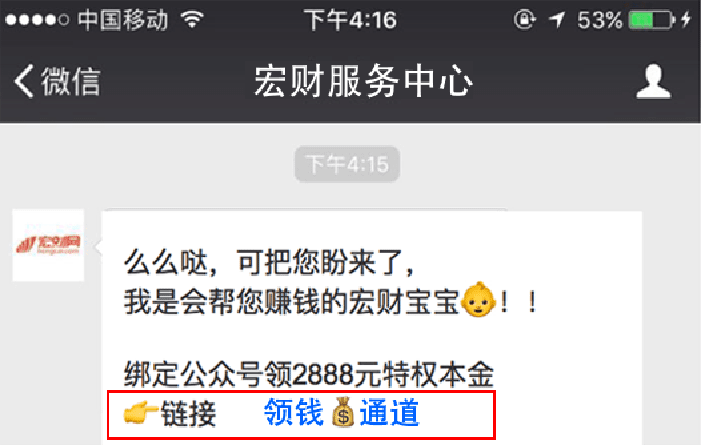 中国移动 下午4:16 53%
微信 宏财服务中心
下午4:15
宏财网
么么哒，可把您盼来了，
我是会帮您赚钱的宏财宝宝👶！！
绑定公众号领2888元特权本金
👉链接 领钱💰通道